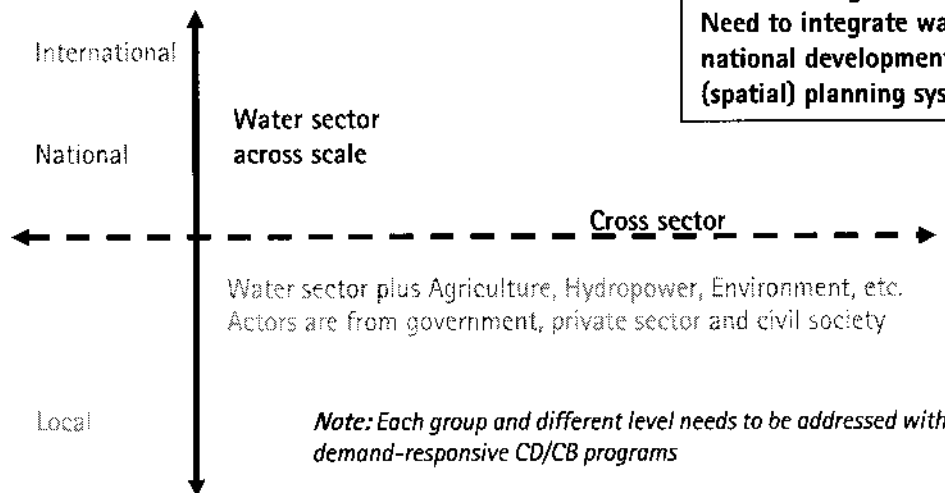 Need to integrate wa
national development
(spatial) planning sys
International
Water sector
across scale
National
Cross sector
Water sector plus Agriculture, Hydropower, Environment, etc.
Actors are from government, private sector and civil society
Local
Note: Each group and different level needs to be addressed with
demand-responsive CD/CB programs